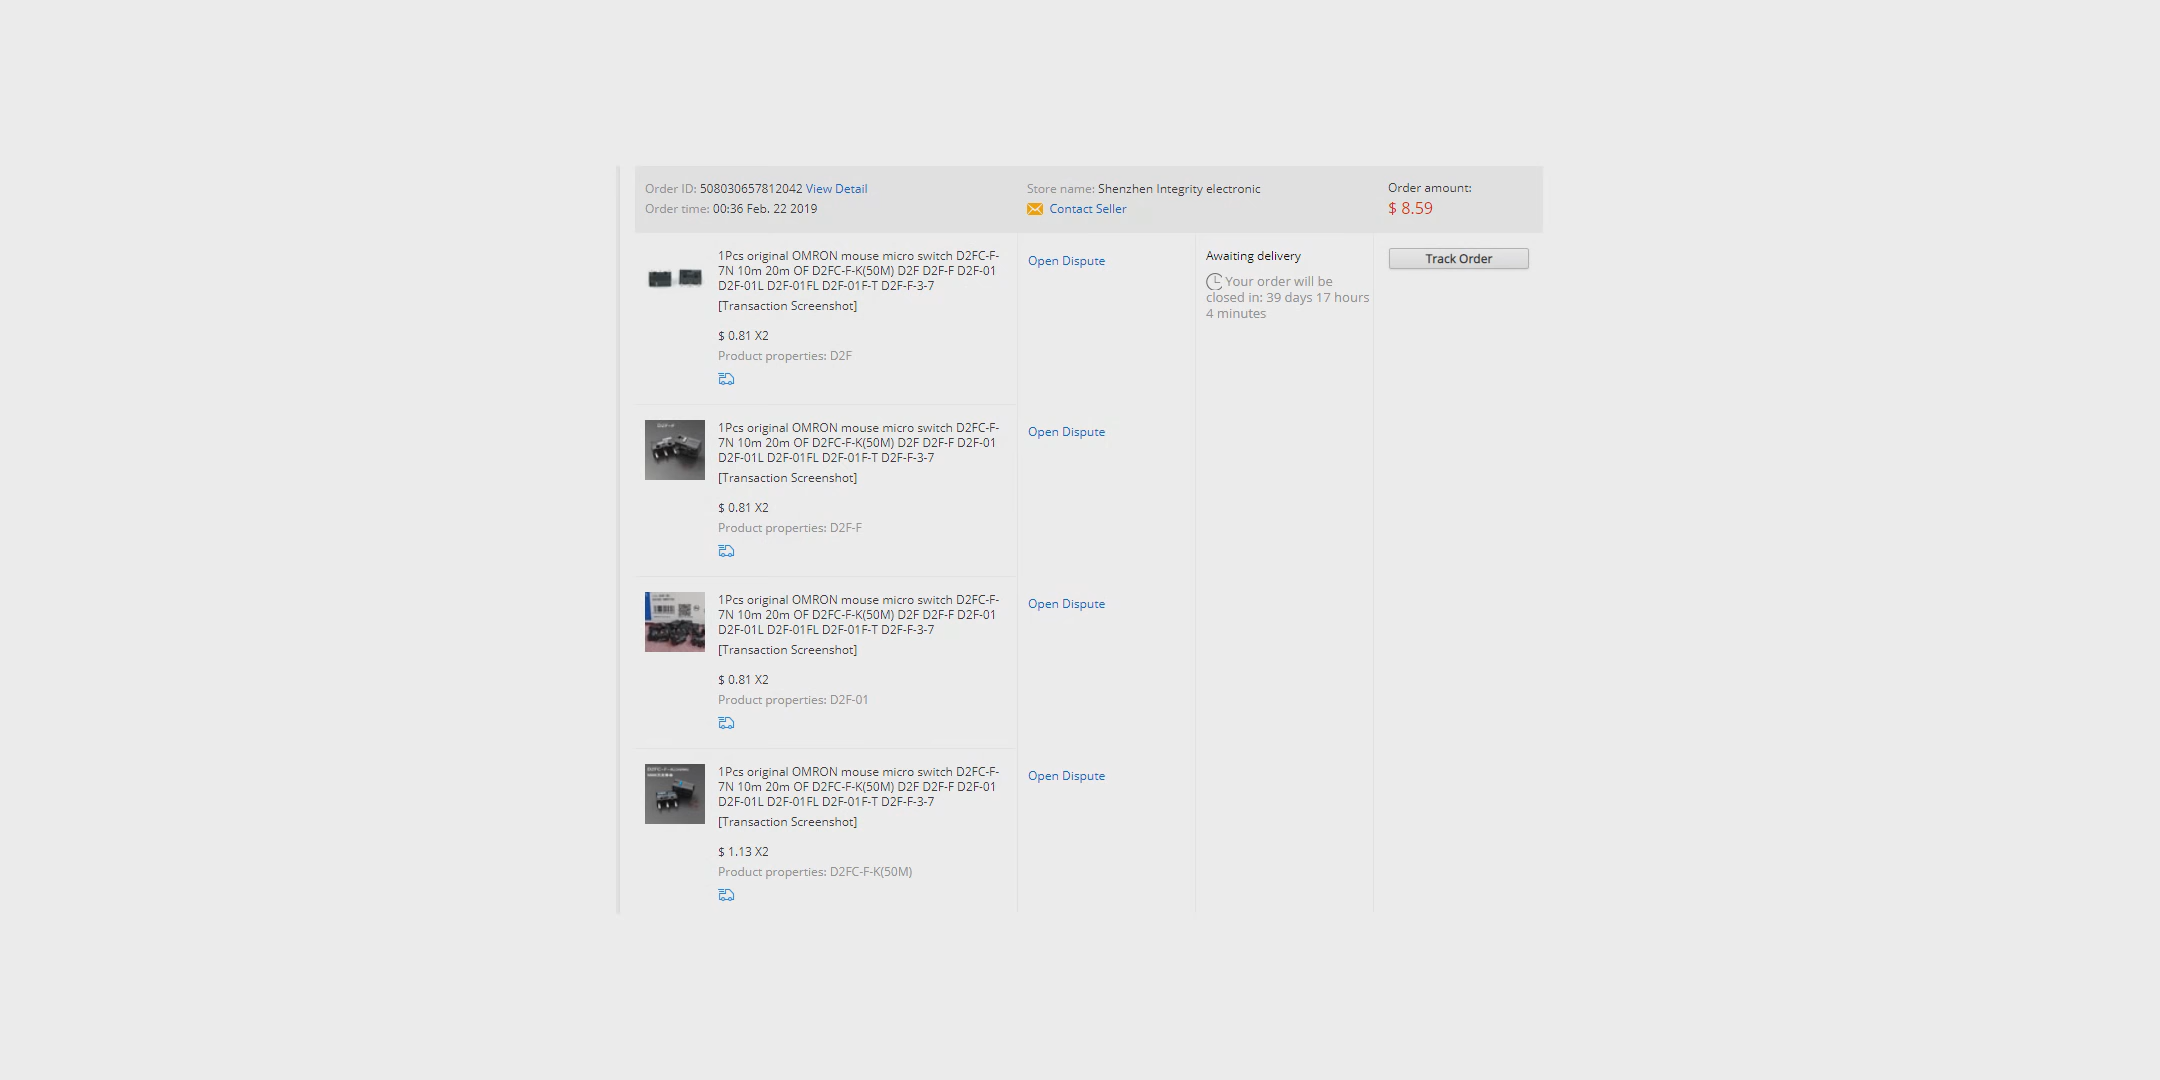 Order ID: 508030657812042 View Detail
Order time: 00:36 Feb. 22 2019
Store name: Shenzhen Integrity electronic
Contact Seller
Order amount:
$ 8.59
1Pcs original OMRON mouse micro switch D2FC-F-
7N 10m 20m OF D2FC-F-K(50M) D2F D2F-F D2F-01
D2F-01L D2F-01FL D2F-01F-T D2F-F-3-7
[Transaction Screenshot]
$ 0.81 X2
Product properties: D2F
Open Dispute
Awaiting delivery
Your order will be
closed in: 39 days 17 hours
4 minutes
Track Order
1Pcs original OMRON mouse micro switch D2FC-F-
7N 10m 20m OF D2FC-F-K(50M) D2F D2F-F D2F-01
D2F-01L D2F-01FL D2F-01F-T D2F-F-3-7
[Transaction Screenshot]
$ 0.81 X2
Product properties: D2F-F
Open Dispute
1Pcs original OMRON mouse micro switch D2FC-F-
7N 10m 20m OF D2FC-F-K(50M) D2F D2F-F D2F-01
D2F-01L D2F-01FL D2F-01F-T D2F-F-3-7
[Transaction Screenshot]
$ 0.81 X2
Product properties: D2F-01
Open Dispute
1Pcs original OMRON mouse micro switch D2FC-F-
7N 10m 20m OF D2FC-F-K(50M) D2F D2F-F D2F-01
D2F-01L D2F-01FL D2F-01F-T D2F-F-3-7
[Transaction Screenshot]
$ 1.13 X2
Product properties: D2FC-F-K(50M)
Open Dispute